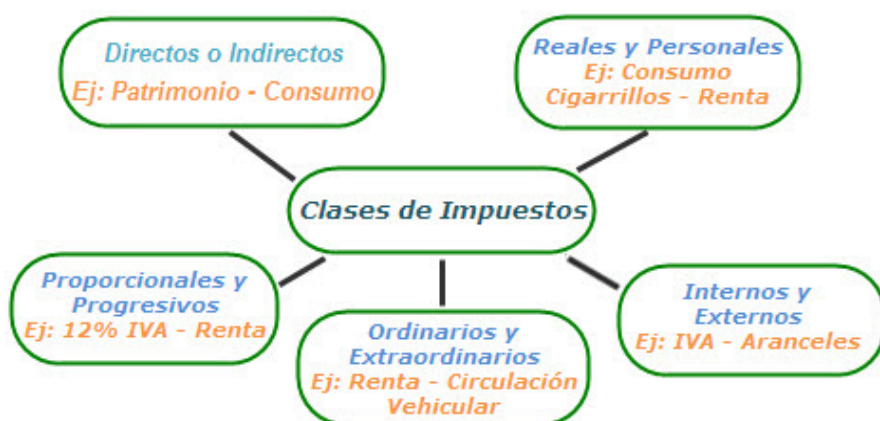 Directos o Indirectos
Ej: Patrimonio - Consumo
Reales y Personales
Ej: Consumo
Cigarrillos - Renta
Clases de Impuestos
Proporcionales y
Progresivos
Ej: 12% IVA - Renta
Ordinarios y
Extraordinarios
Ej: Renta - Circulación
Vehicular
Internos y
Externos
Ej: IVA - Aranceles